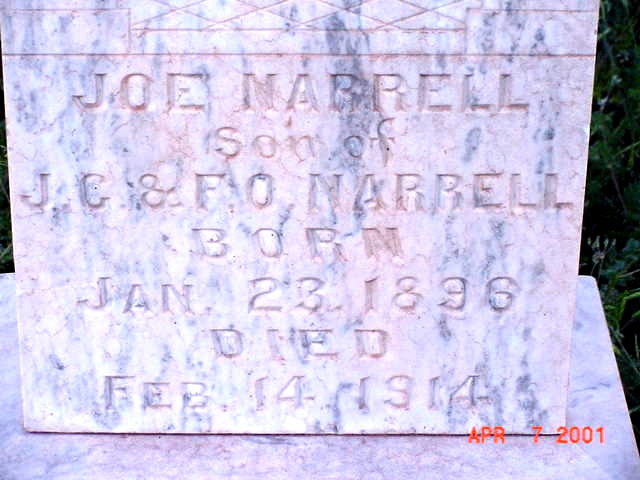 JOE NARRELL
Son of
J.C. & F.O. NARRELL
BORN
JAN. 23. 1896
DIED
FEB. 14. 1914
APR 7 2001